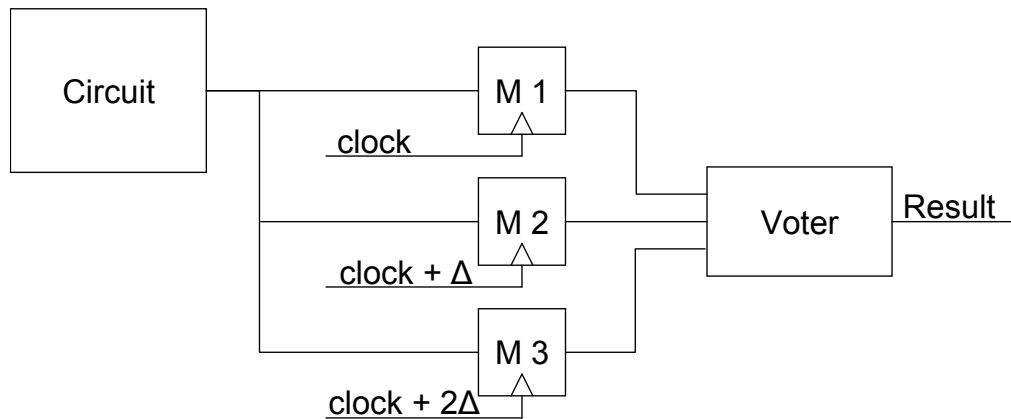 Circuit
M 1
clock
M 2
clock + Δ
M 3
clock + 2Δ
Voter
Result